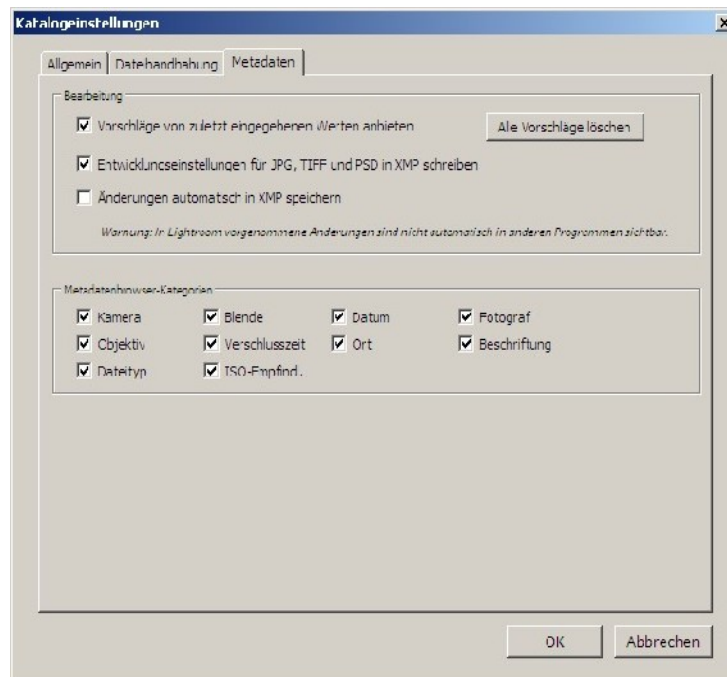 Katalogeinstellungen
Allgemein Dateihandhabung Metadaten
Bearbeitung
Vorschläge von zuletzt eingegebenen Werten anbieten Alle Vorschläge löschen
Entwicklungseinstellungen für JPG, TIFF und PSD in XMP schreiben
Änderungen automatisch in XMP speichern
Warnung: In Lightroom vorgenommene Änderungen sind nicht automatisch in anderen Programmen sichtbar.
Metadatenbrowser-Kategorien
Kamera Blende Datum Fotograf
Objektiv Verschlusszeit Ort Beschriftung
Dateityp ISO-Empfindl.
OK Abbrechen